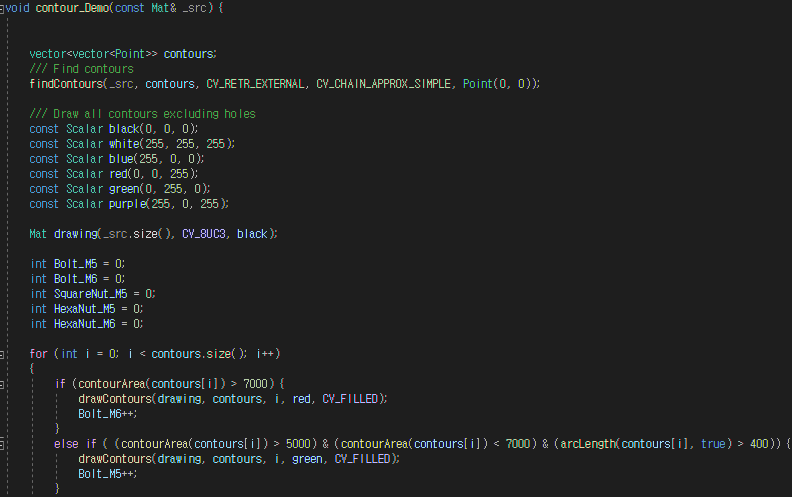 void contour_Demo(const Mat& _src) {
vector<vector<Point>> contours;
/// Find contours
findContours(_src, contours, CV_RETR_EXTERNAL, CV_CHAIN_APPROX_SIMPLE, Point(0, 0));
/// Draw all contours excluding holes
const Scalar black(0, 0, 0);
const Scalar white(255, 255, 255);
const Scalar blue(255, 0, 0);
const Scalar red(0, 0, 255);
const Scalar green(0, 255, 0);
const Scalar purple(255, 0, 255);
Mat drawing(_src.size(), CV_8UC3, black);
int Bolt_M5 = 0;
int Bolt_M6 = 0;
int SquareNut_M5 = 0;
int HexaNut_M5 = 0;
int HexaNut_M6 = 0;
for (int i = 0; i < contours.size(); i++)
{
if (contourArea(contours[i]) > 7000) {
drawContours(drawing, contours, i, red, CV_FILLED);
Bolt_M6++;
}
else if ( (contourArea(contours[i]) > 5000) & (contourArea(contours[i]) < 7000) & (arcLength(contours[i], true) > 400)) {
drawContours(drawing, contours, i, green, CV_FILLED);
Bolt_M5++;
}